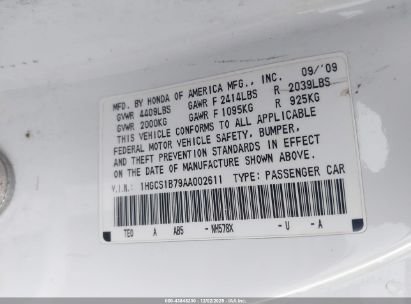 MFD. BY HONDA OF AMERICA MFG., INC. 09/'09
GVWR 4409LBS GAWR F 2414LBS R 2039LBS
GVWR 2000KG GAWR F 1095KG R 925KG
THIS VEHICLE CONFORMS TO ALL APPLICABLE
FEDERAL MOTOR VEHICLE SAFETY, BUMPER,
AND THEFT PREVENTION STANDARDS IN EFFECT
ON THE DATE OF MANUFACTURE SHOWN ABOVE.
V.I.N.: 1HGCS1B79AA002611 TYPE: PASSENGER CAR
TEO A AB5 - NH578X - U - A